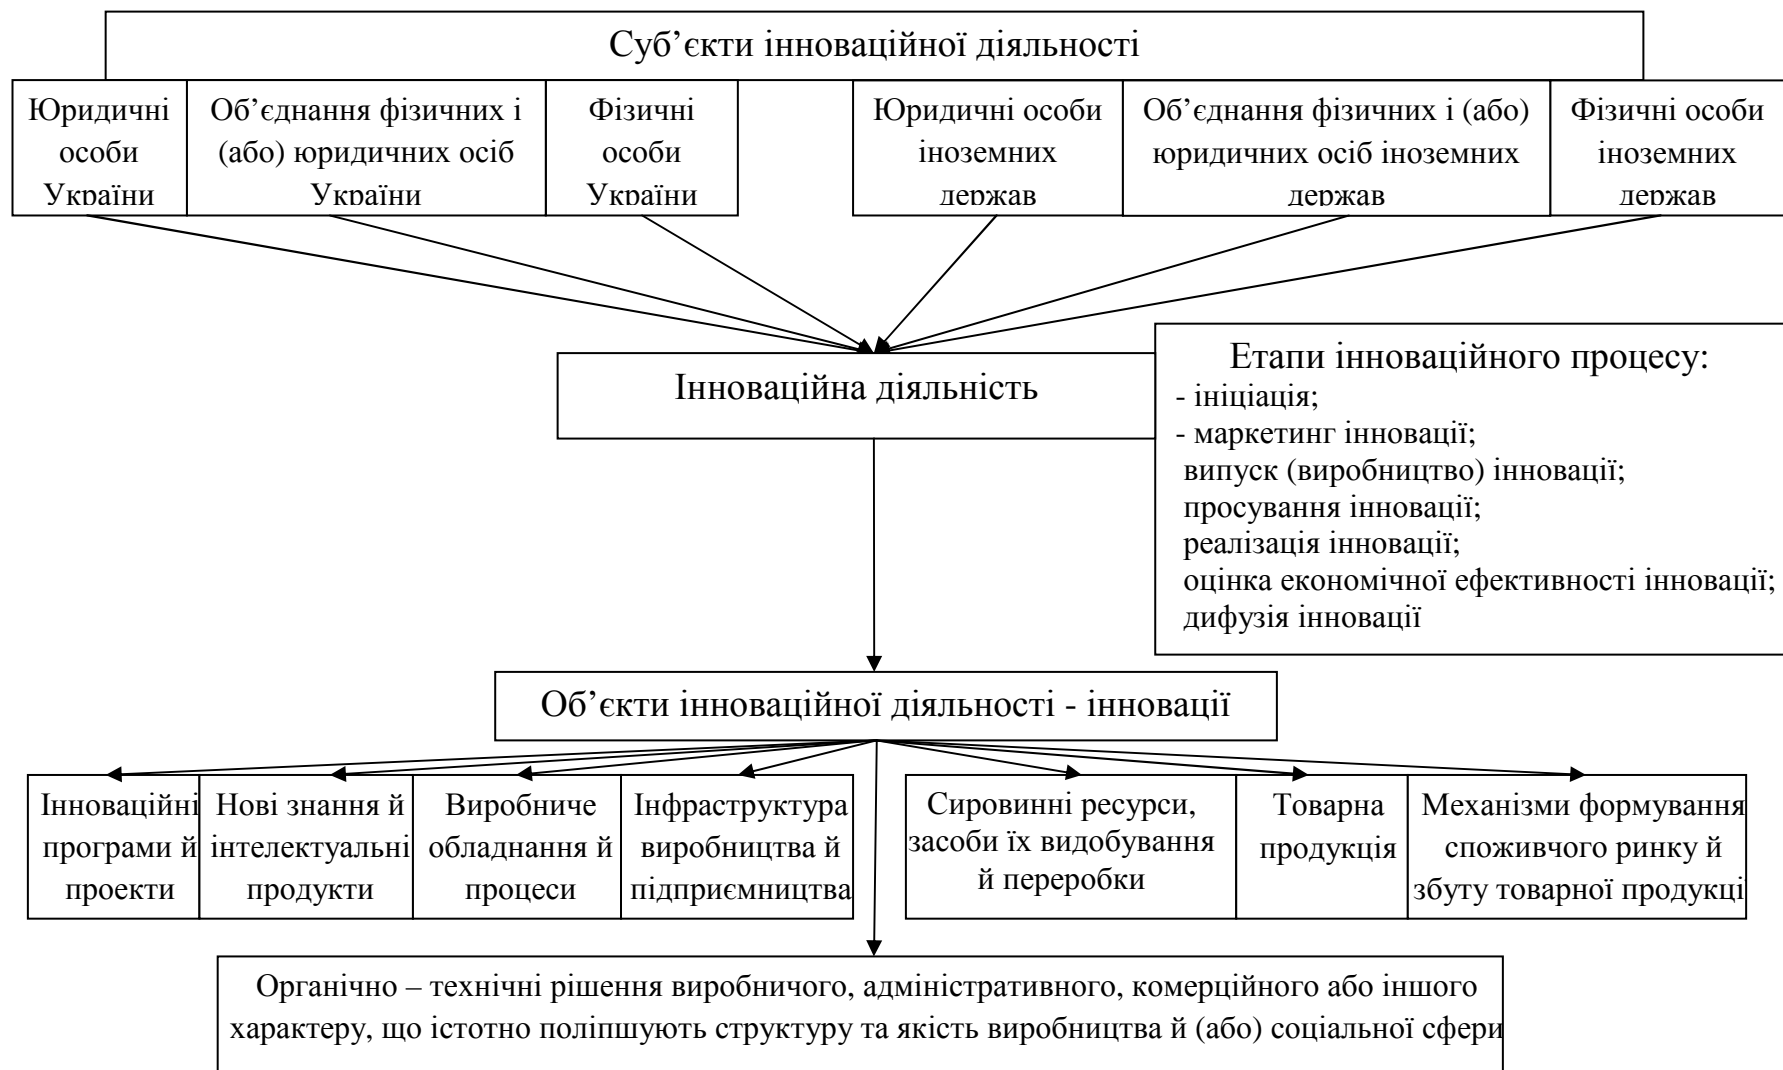 Суб’єкти інноваційної діяльності
Юридичні
особи
України
Об’єднання фізичних і
(або) юридичних осіб
України
Фізичні
особи
України
Юридичні особи
іноземних
держав
Об’єднання фізичних і (або)
юридичних осіб іноземних
держав
Фізичні особи
іноземних
держав
Інноваційна діяльність
Етапи інноваційного процесу:
- ініціація;
- маркетинг інновації;
випуск (виробництво) інновації;
просування інновації;
реалізація інновації;
оцінка економічної ефективності інновації;
дифузія інновації
Об’єкти інноваційної діяльності - інновації
Інноваційні
програми й
проекти
Нові знання й
інтелектуальні
продукти
Виробниче
обладнання й
процеси
Інфраструктура
виробництва й
підприємництва
Сировинні ресурси,
засоби їх видобування
й переробки
Товарна
продукція
Механізми формування
споживчого ринку й
збуту товарної продукці
Органічно – технічні рішення виробничого, адміністративного, комерційного або іншого
характеру, що істотно поліпшують структуру та якість виробництва й (або) соціальної сфери